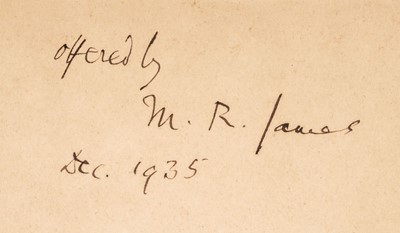 offered by
M. R. James
Dec. 1935